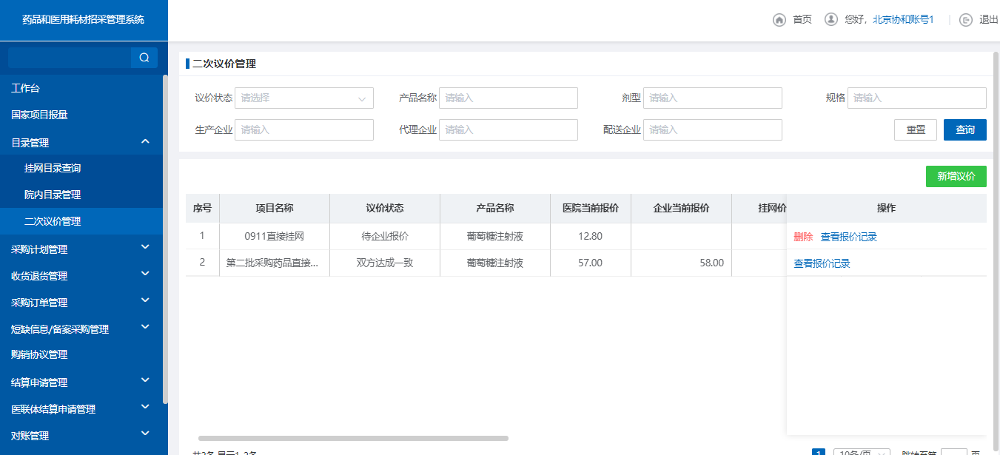 药品和医用耗材招采管理系统
首页 您好，北京协和账号1 退出
工作台
国家项目报量
目录管理
挂网目录查询
院内目录管理
二次议价管理
采购计划管理
收货退货管理
采购订单管理
短缺信息/备案采购管理
购销协议管理
结算申请管理
医联体结算申请管理
对账管理
二次议价管理
议价状态 请选择 产品名称 请输入 剂型 请输入 规格 请输入
生产企业 请输入 代理企业 请输入 配送企业 请输入 重置 查询
新增议价
序号 项目名称 议价状态 产品名称 医院当前报价 企业当前报价 挂网价 操作
1 0911直接挂网 待企业报价 葡萄糖注射液 12.80 删除 查看报价记录
2 第二批采购药品直接... 双方达成一致 葡萄糖注射液 57.00 58.00 查看报价记录
共2条 显示1-2条 1 10条/页 跳转至第 页